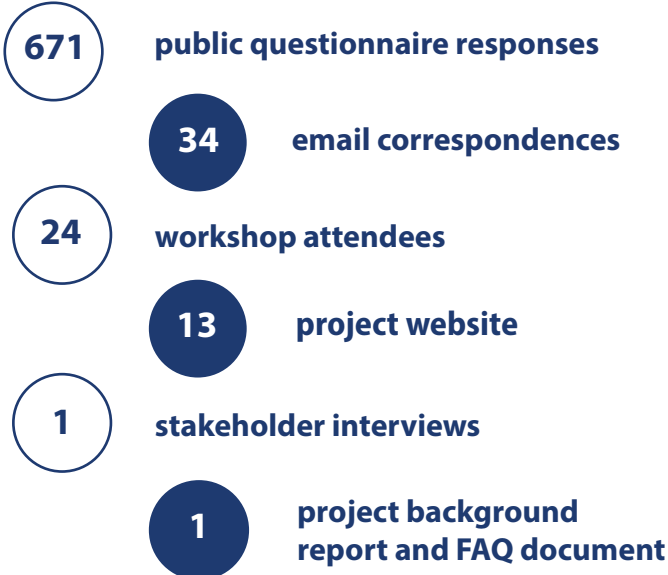 671 public questionnaire responses
34 email correspondences
24 workshop attendees
13 project website
1 stakeholder interviews
1 project background
report and FAQ document